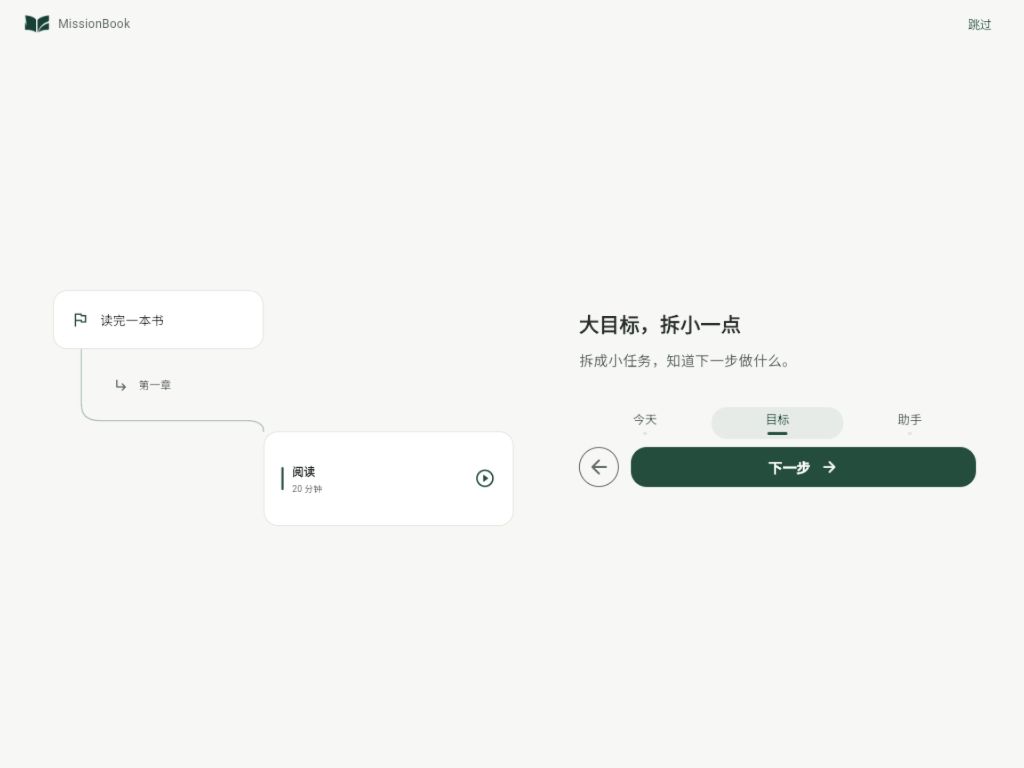 MissionBook
跳过
读完一本书
第一章
阅读
20 分钟
大目标，拆小一点
拆成小任务，知道下一步做什么。
今天
目标
助手
下一步